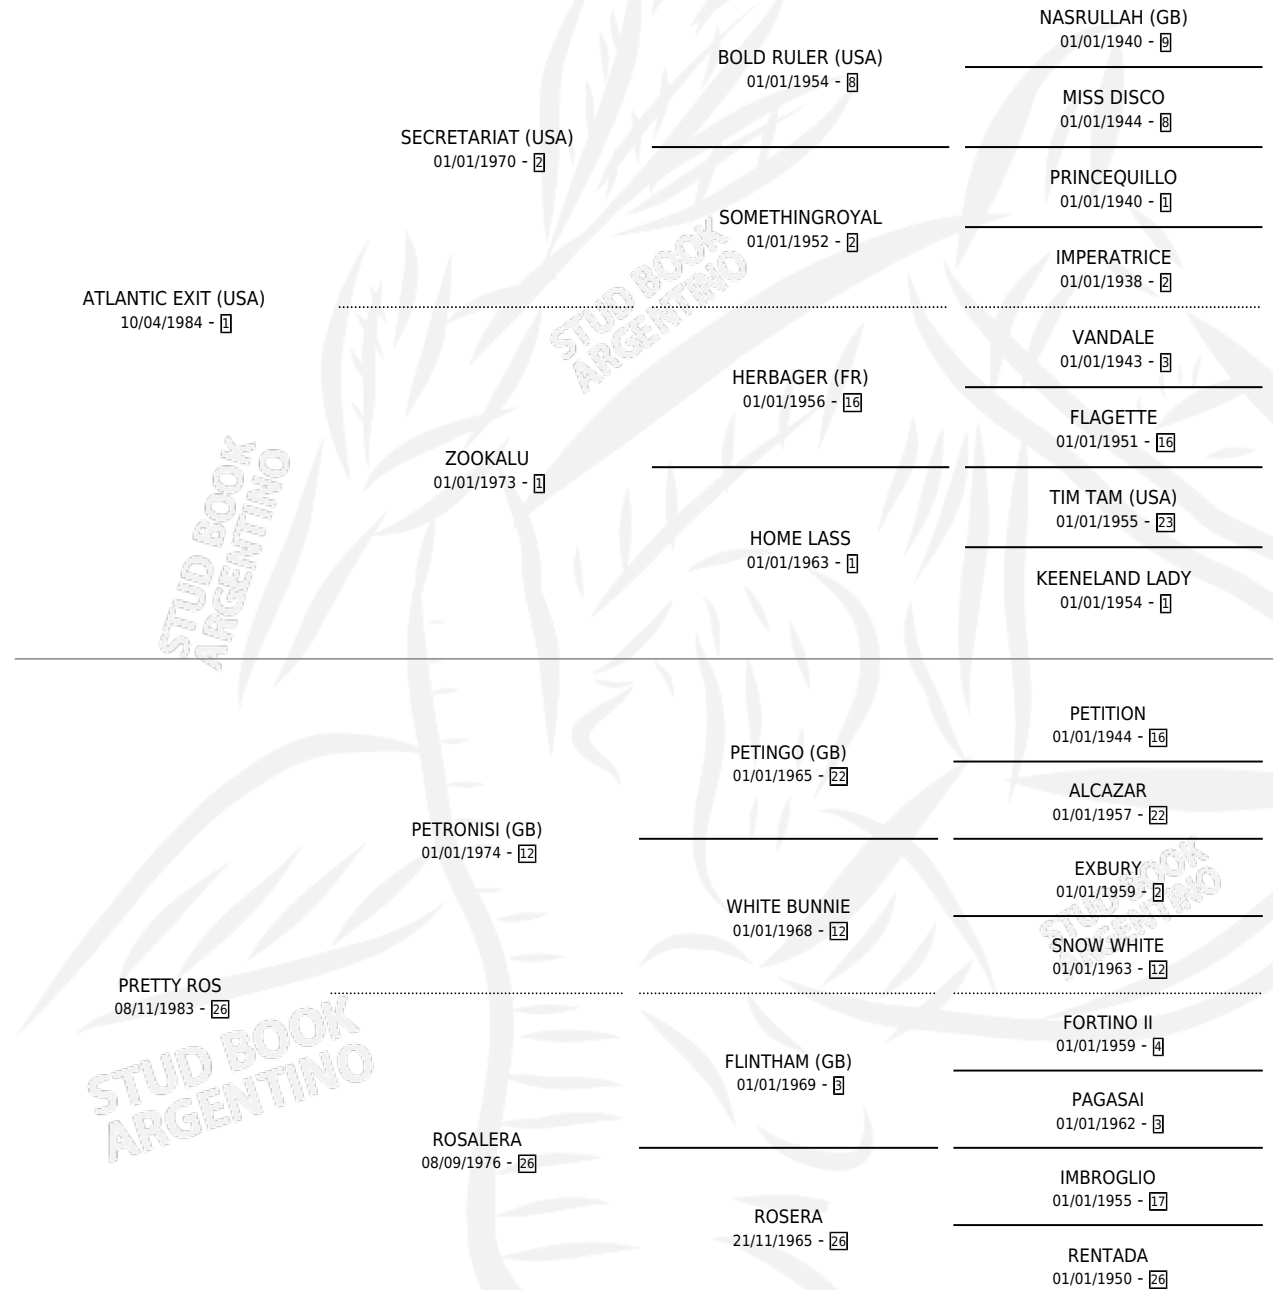 NASRULLAH (GB)
01/01/1940 - 9
BOLD RULER (USA)
01/01/1954 - 8
MISS DISCO
01/01/1944 - 8
SECRETARIAT (USA)
01/01/1970 - 2
PRINCEQUILLO
01/01/1940 - 1
SOMETHINGROYAL
01/01/1952 - 2
IMPERATRICE
01/01/1938 - 2
ATLANTIC EXIT (USA)
10/04/1984 - 1
VANDALE
01/01/1943 - 3
HERBAGER (FR)
01/01/1956 - 16
FLAGETTE
01/01/1951 - 16
ZOOKALU
01/01/1973 - 1
TIM TAM (USA)
01/01/1955 - 23
HOME LASS
01/01/1963 - 1
KEENELAND LADY
01/01/1954 - 1
PETITION
01/01/1944 - 16
PETINGO (GB)
01/01/1965 - 22
ALCAZAR
01/01/1957 - 22
PETRONISI (GB)
01/01/1974 - 12
EXBURY
01/01/1959 - 2
WHITE BUNNIE
01/01/1968 - 12
SNOW WHITE
01/01/1963 - 12
PRETTY ROS
08/11/1983 - 26
FORTINO II
01/01/1959 - 4
FLINTHAM (GB)
01/01/1969 - 3
PAGASAI
01/01/1962 - 3
ROSALERA
08/09/1976 - 26
IMBROGLIO
01/01/1955 - 17
ROSERA
21/11/1965 - 26
RENTADA
01/01/1950 - 26
STUD BOOK
ARGENTINO
STUD BOOK
ARGENTINO
STUD BOOK
ARGENTINO
STUD BOOK
ARGENTINO